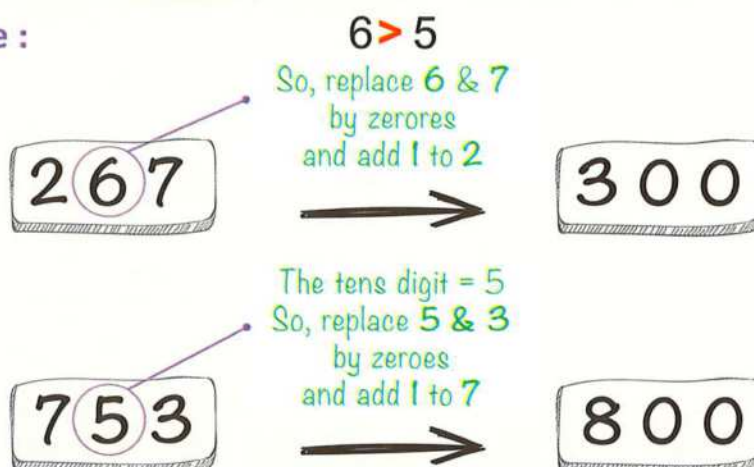 e :
6 > 5
So, replace 6 & 7
by zerores
and add 1 to 2
267
300
The tens digit = 5
So, replace 5 & 3
by zeroes
and add 1 to 7
753
800